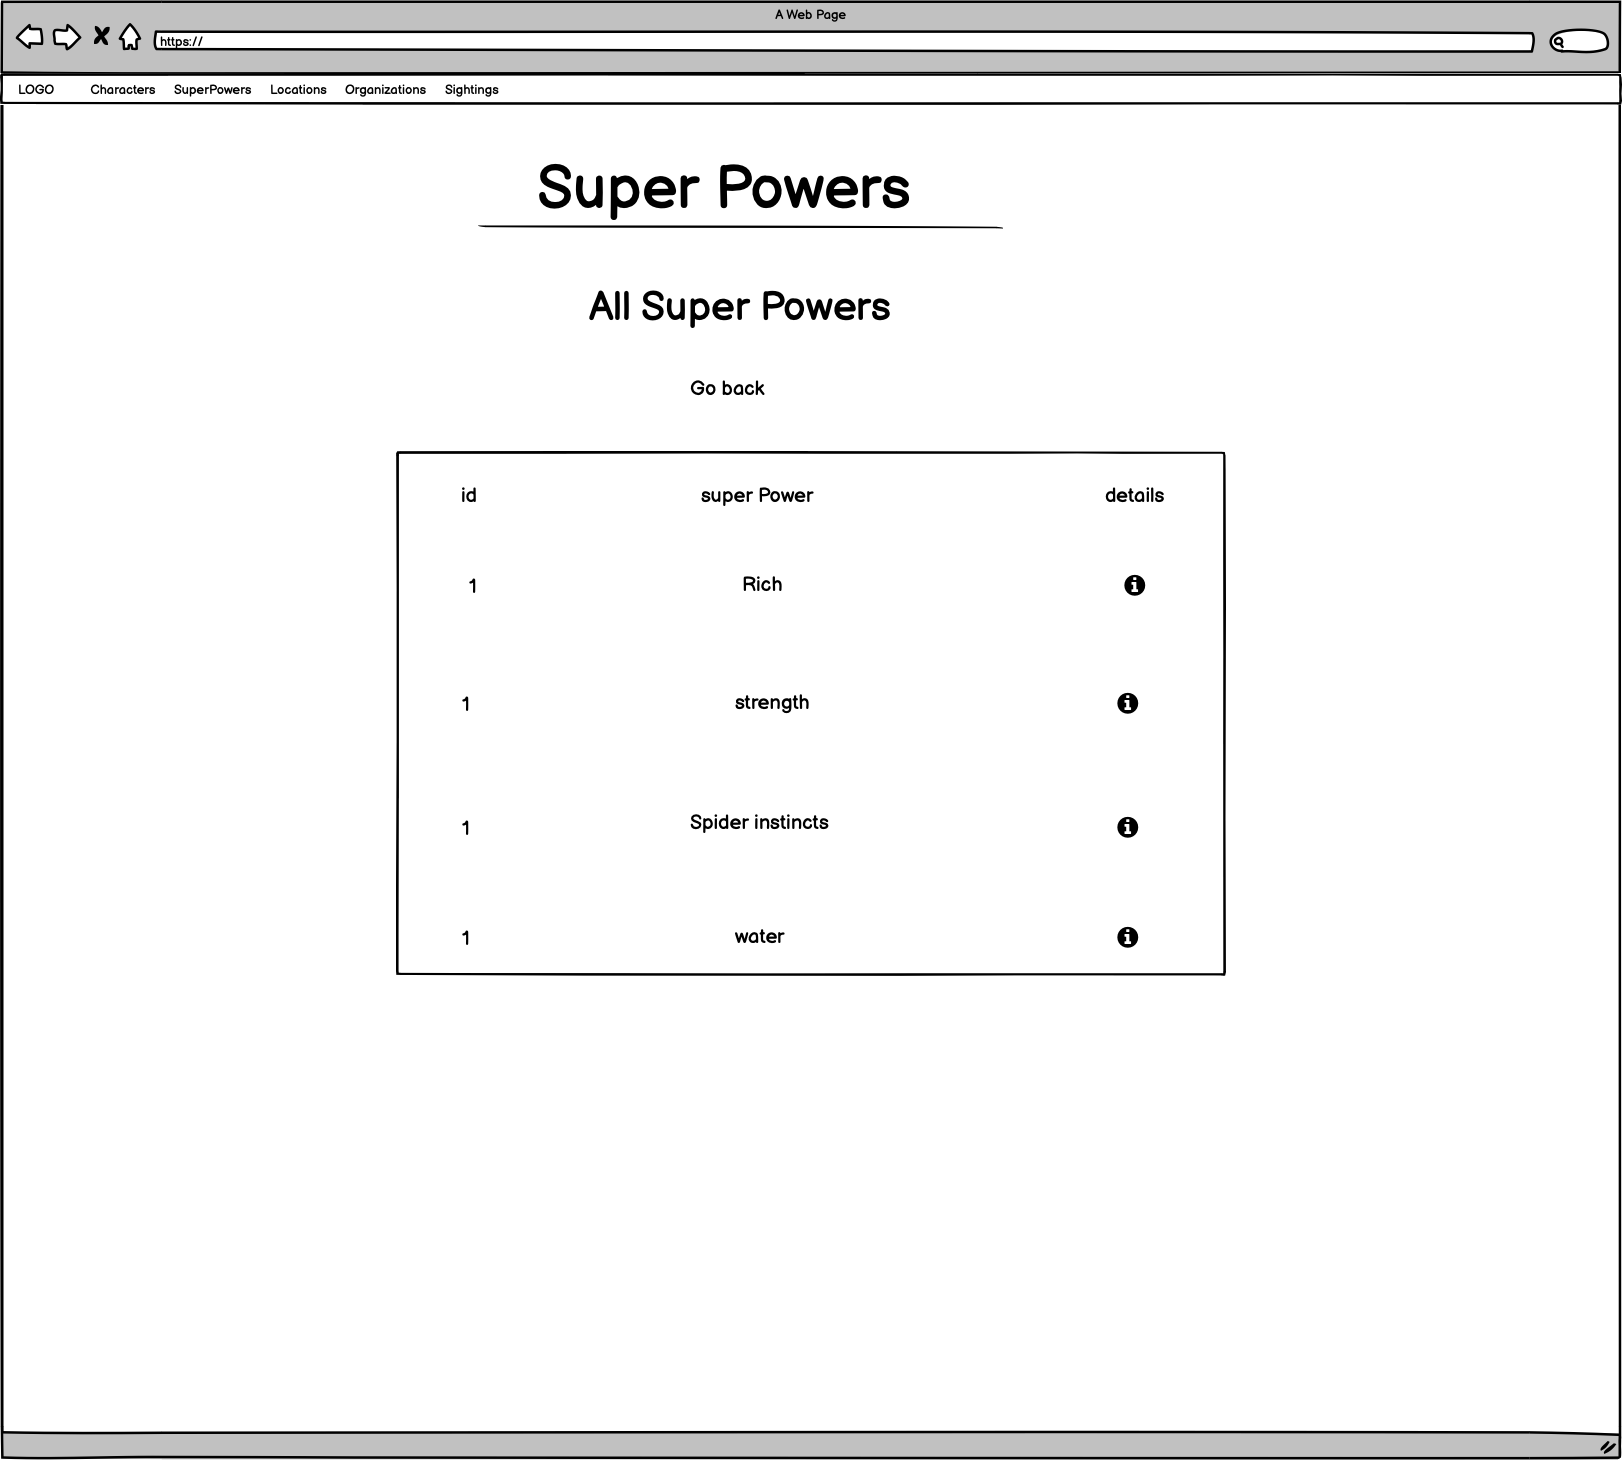 A Web Page
https://
LOGO Characters SuperPowers Locations Organizations Sightings
Super Powers
All Super Powers
Go back
id super Power details
1 Rich
1 strength
1 Spider instincts
1 water